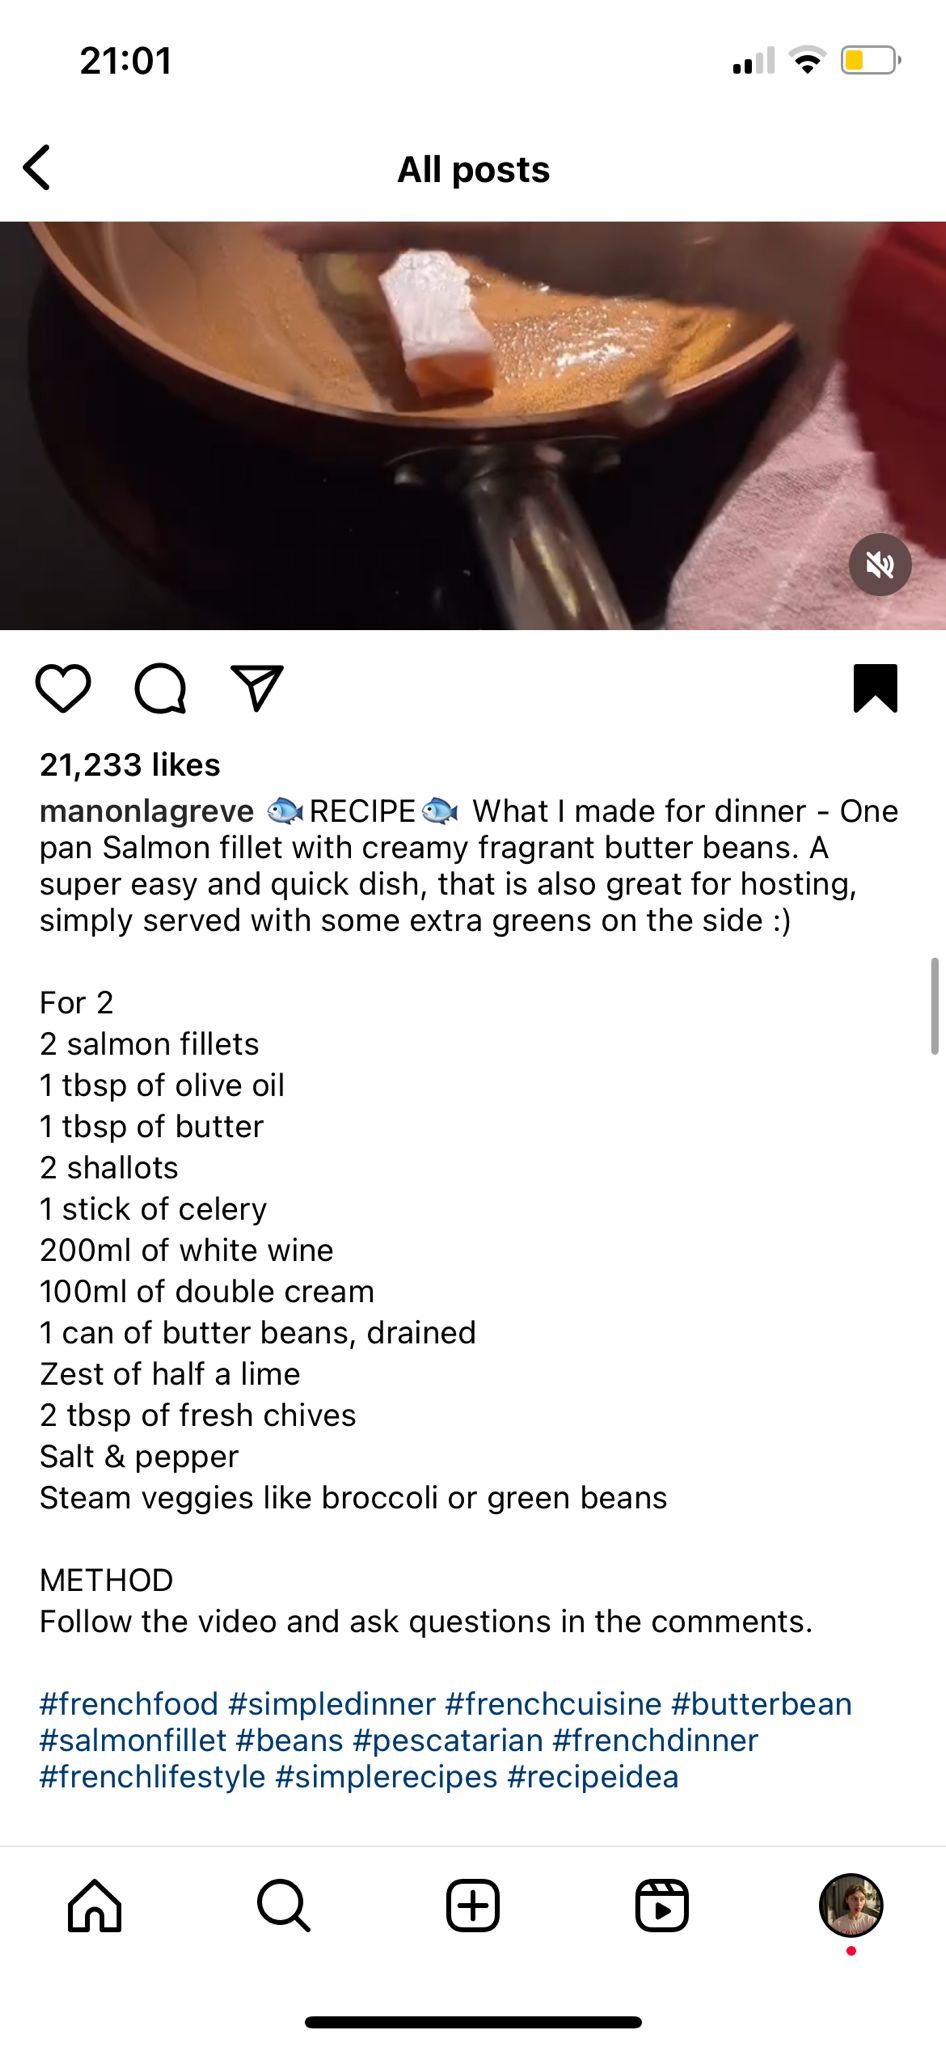 21:01
All posts
21,233 likes
manonlagreve 🐟RECIPE🐟 What I made for dinner - One
pan Salmon fillet with creamy fragrant butter beans. A
super easy and quick dish, that is also great for hosting,
simply served with some extra greens on the side :)
For 2
2 salmon fillets
1 tbsp of olive oil
1 tbsp of butter
2 shallots
1 stick of celery
200ml of white wine
100ml of double cream
1 can of butter beans, drained
Zest of half a lime
2 tbsp of fresh chives
Salt & pepper
Steam veggies like broccoli or green beans
METHOD
Follow the video and ask questions in the comments.
#frenchfood #simpledinner #frenchcuisine #butterbean
#salmonfillet #beans #pescatarian #frenchdinner
#frenchlifestyle #simplerecipes #recipeidea